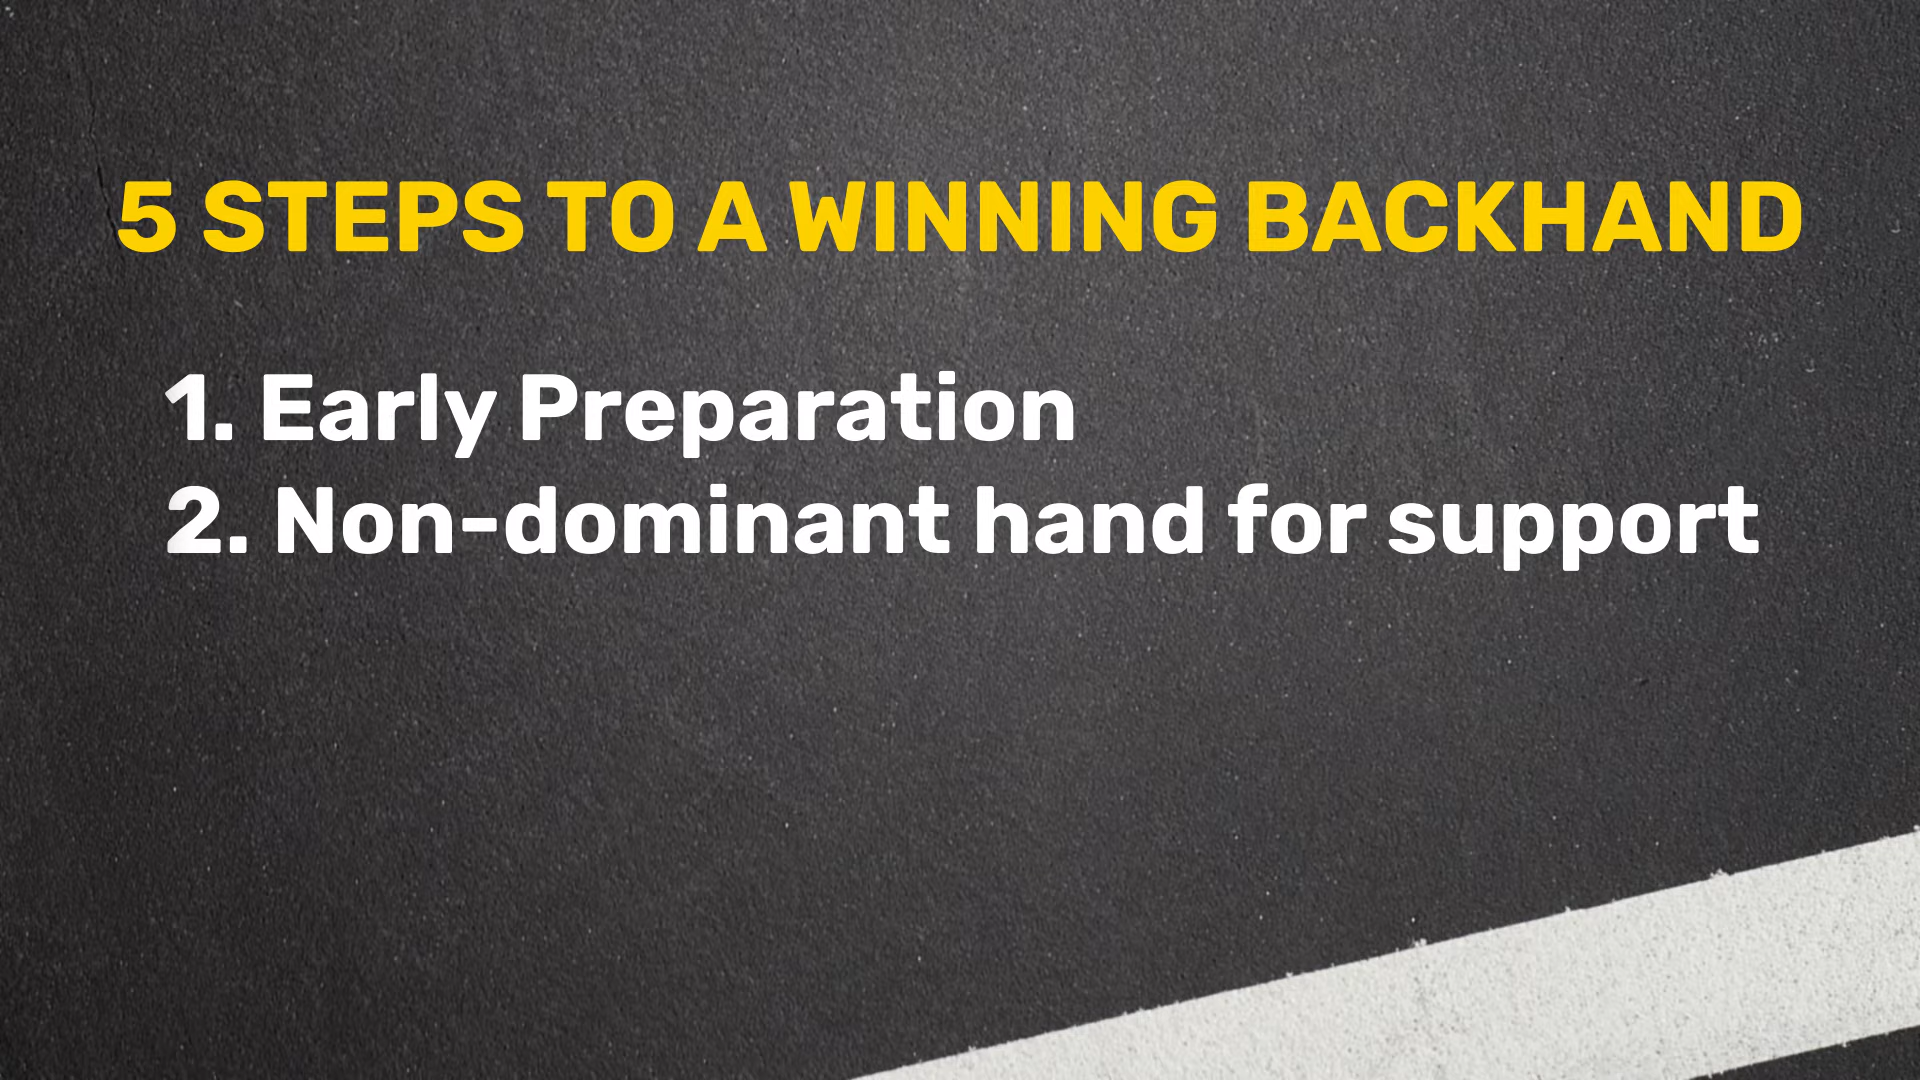 5 STEPS TO A WINNING BACKHAND
1. Early Preparation
2. Non-dominant hand for support